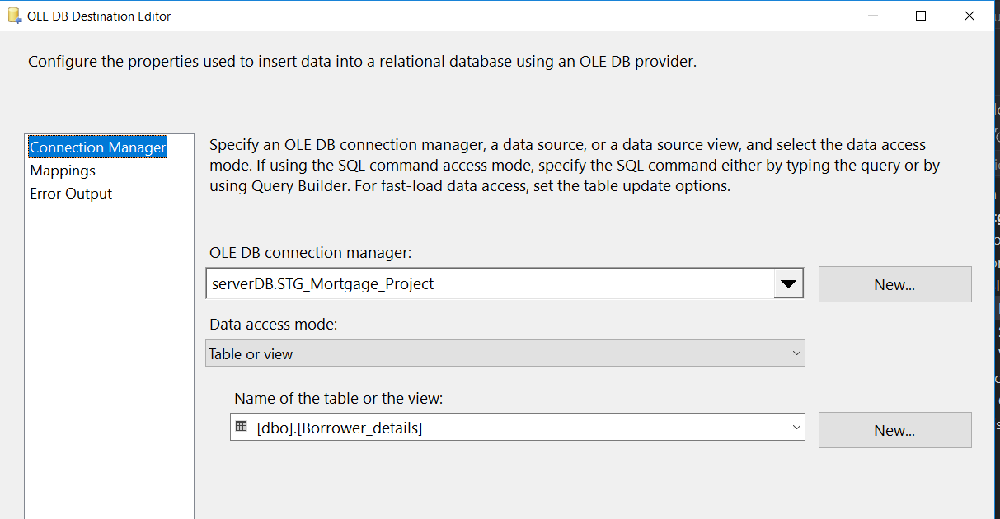 OLE DB Destination Editor
Configure the properties used to insert data into a relational database using an OLE DB provider.
Connection Manager
Mappings
Error Output
Specify an OLE DB connection manager, a data source, or a data source view, and select the data access
mode. If using the SQL command access mode, specify the SQL command either by typing the query or by
using Query Builder. For fast-load data access, set the table update options.
OLE DB connection manager:
serverDB.STG_Mortgage_Project
New...
Data access mode:
Table or view
Name of the table or the view:
[dbo].[Borrower_details]
New...